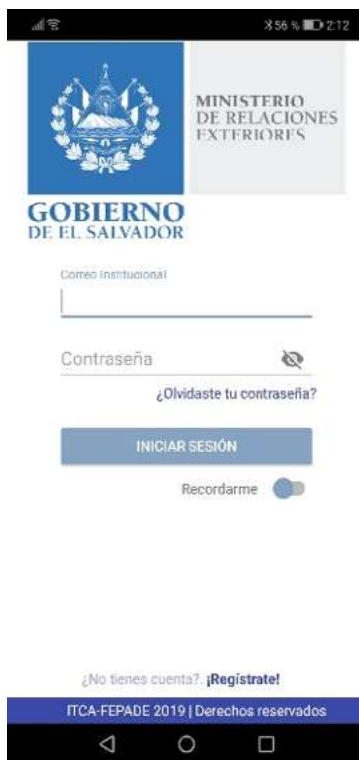 56 % 2:12
MINISTERIO
DE RELACIONES
EXTERIORES
GOBIERNO
DE EL SALVADOR
Correo Institucional
Contraseña
¿Olvidaste tu contraseña?
INICIAR SESIÓN
Recordarme
¿No tienes cuenta?. ¡Regístrate!
ITCA-FEPADE 2019 | Derechos reservados